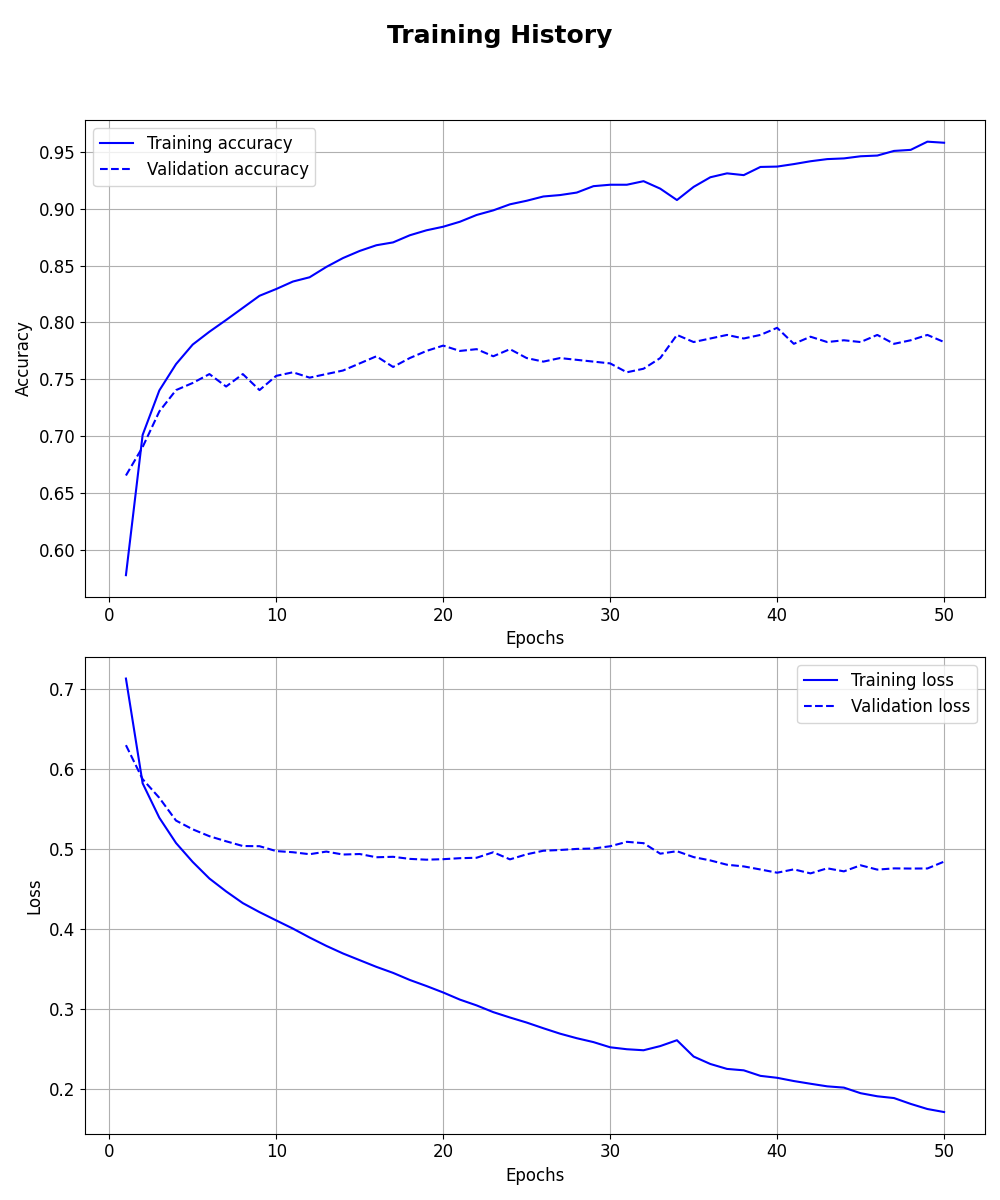 Training History
Training accuracy
Validation accuracy
0.95
0.90
0.85
0.80
0.75
0.70
0.65
0.60
Accuracy
0 10 20 30 40 50
Epochs
Training loss
Validation loss
0.7
0.6
0.5
0.4
0.3
0.2
Loss
0 10 20 30 40 50
Epochs